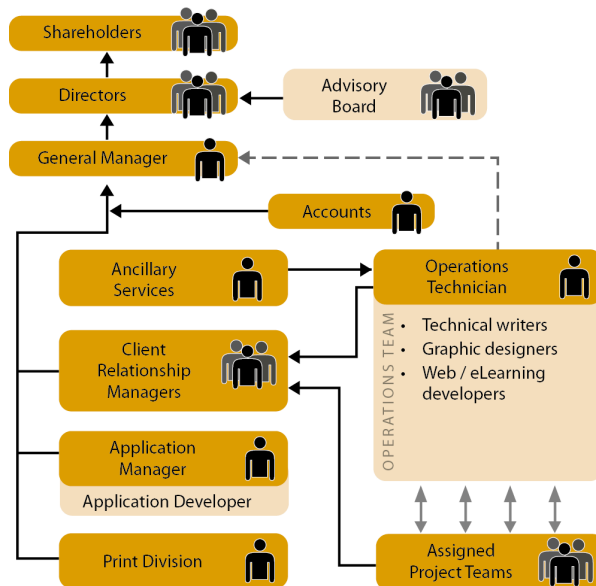 Shareholders
Directors
Advisory
Board
General Manager
Accounts
Ancillary
Services
Operations
Technician
OPERATIONS TEAM
• Technical writers
• Graphic designers
• Web / eLearning
developers
Client
Relationship
Managers
Application
Manager
Application Developer
Print Division
Assigned
Project Teams